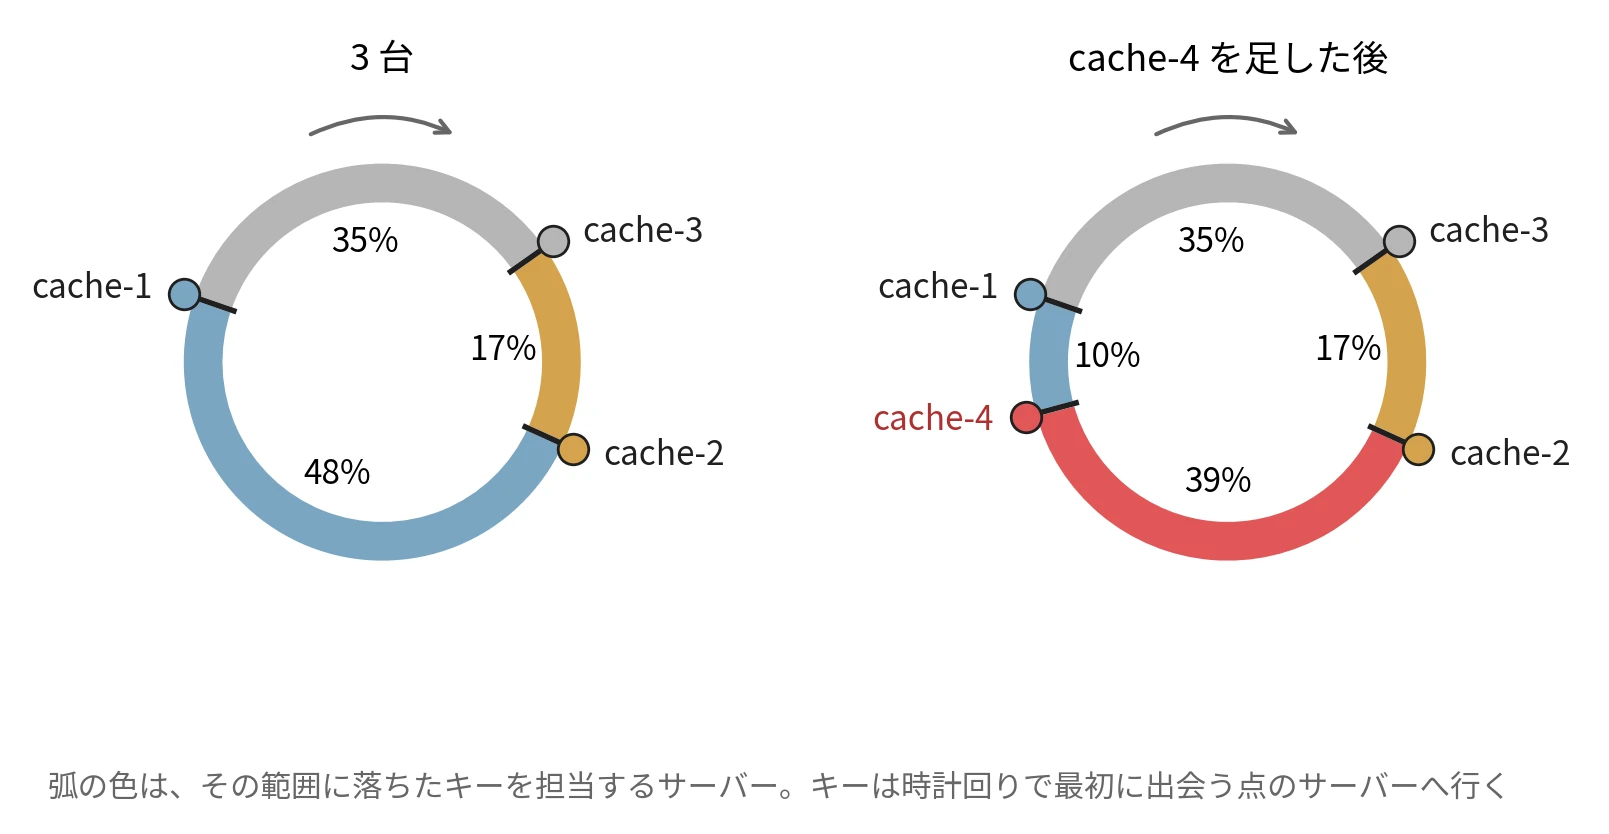 3 台
cache-3
35%
cache-1
17%
48%
cache-2
cache-4 を足した後
cache-3
35%
cache-1
17%
10%
cache-4
cache-2
39%
弧の色は、その範囲に落ちたキーを担当するサーバー。キーは時計回りで最初に出会う点のサーバーへ行く